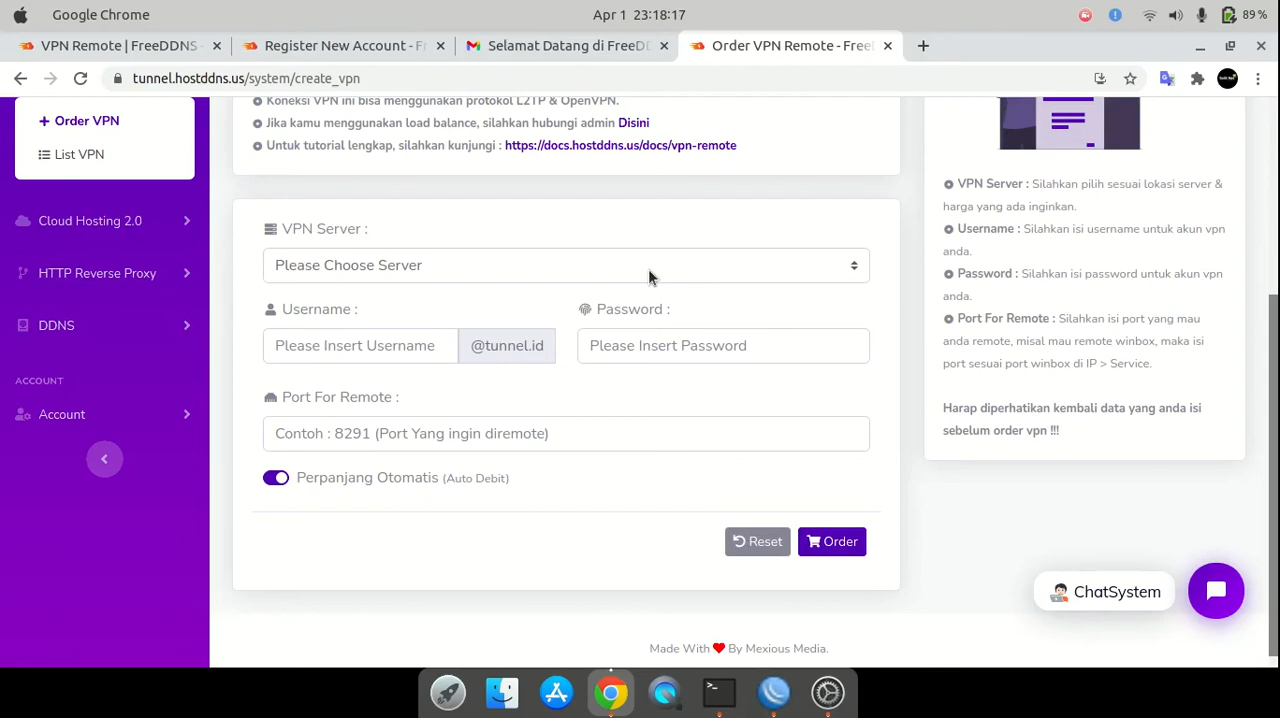 Google Chrome
Apr 1 23:18:17
89 %
VPN Remote | FreeDDNS -
Register New Account - F
Selamat Datang di FreeDD
Order VPN Remote - Free
tunnel.hostddns.us/system/create_vpn
Order VPN
List VPN
Cloud Hosting 2.0
HTTP Reverse Proxy
DDNS
ACCOUNT
Account
Koneksi VPN ini bisa menggunakan protokol L2TP & OpenVPN.
Jika kamu menggunakan load balance, silahkan hubungi admin Disini
Untuk tutorial lengkap, silahkan kunjungi : https://docs.hostddns.us/docs/vpn-remote
VPN Server :
Please Choose Server
Username :
Password :
Please Insert Username
@tunnel.id
Please Insert Password
Port For Remote :
Contoh : 8291 (Port Yang ingin diremote)
Perpanjang Otomatis (Auto Debit)
Reset
Order
VPN Server : Silahkan pilih sesuai lokasi server &
harga yang ada inginkan.
Username : Silahkan isi username untuk akun vpn
anda.
Password : Silahkan isi password untuk akun vpn
anda.
Port For Remote : Silahkan isi port yang mau
anda remote, misal mau remote winbox, maka isi
port sesuai port winbox di IP > Service.
Harap diperhatikan kembali data yang anda isi
sebelum order vpn !!!
ChatSystem
Made With ❤ By Mexious Media.